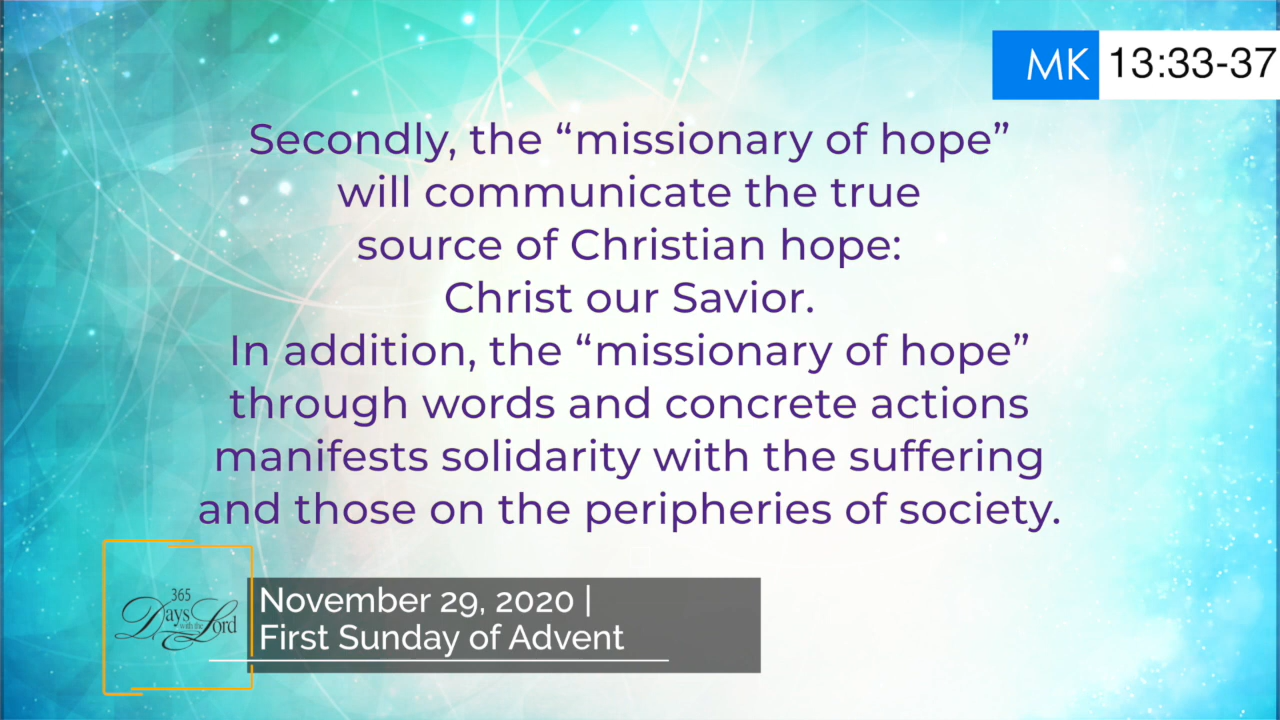 MK 13:33-37
Secondly, the “missionary of hope”
will communicate the true
source of Christian hope:
Christ our Savior.
In addition, the “missionary of hope”
through words and concrete actions
manifests solidarity with the suffering
and those on the peripheries of society.
365
Days with the Lord
November 29, 2020 |
First Sunday of Advent